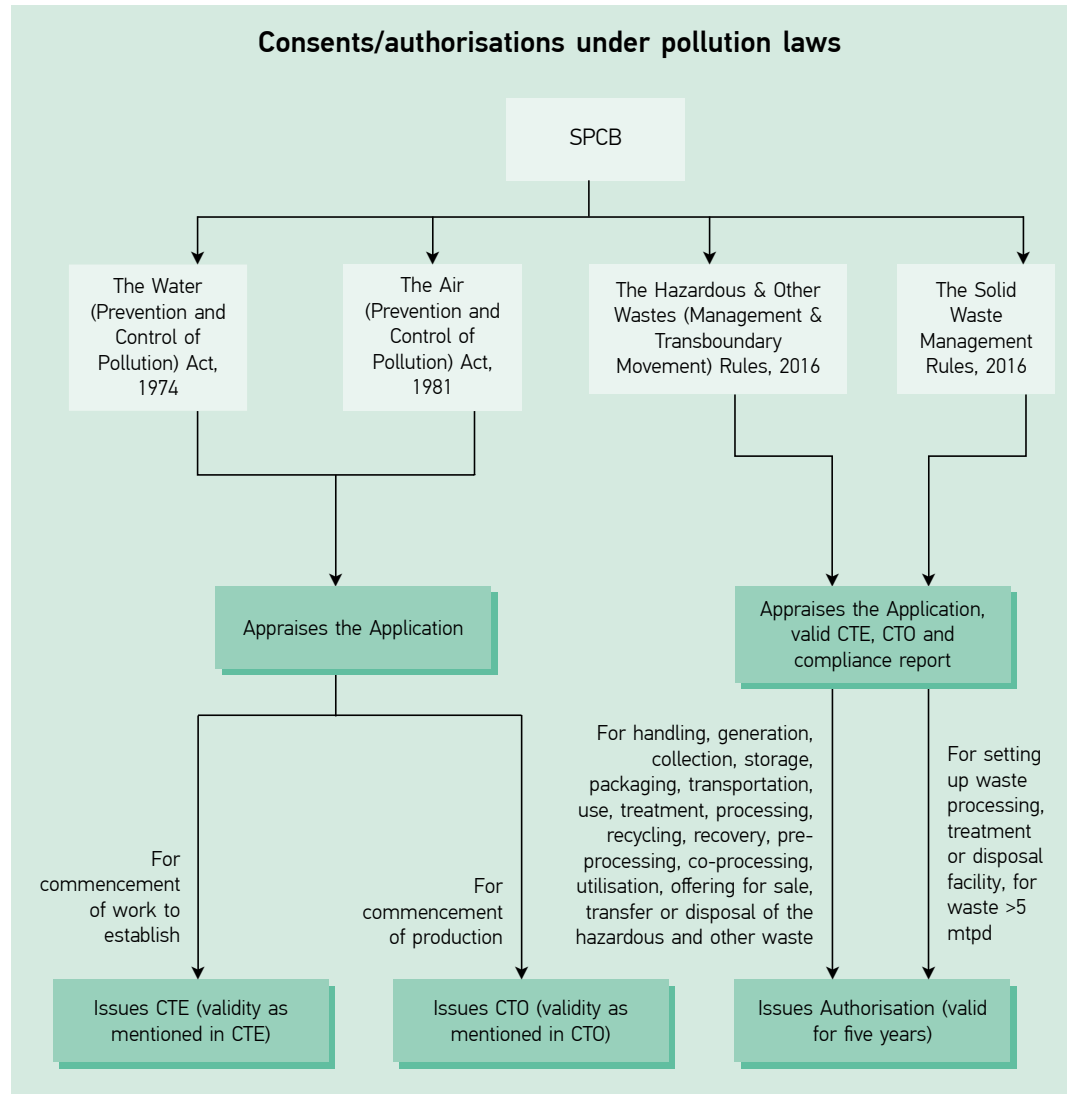 Consents/authorisations under pollution laws
SPCB
The Water
(Prevention and
Control of
Pollution) Act,
1974
The Air
(Prevention and
Control of
Pollution) Act,
1981
The Hazardous & Other
Wastes (Management &
Transboundary
Movement) Rules, 2016
The Solid
Waste
Management
Rules, 2016
Appraises the Application
Appraises the Application,
valid CTE, CTO and
compliance report
For
commencement
of work to
establish
For
commencement
of production
For handling, generation,
collection, storage,
packaging, transportation,
use, treatment, processing,
recycling, recovery, pre-
processing, co-processing,
utilisation, offering for sale,
transfer or disposal of the
hazardous and other waste
For setting
up waste
processing,
treatment
or disposal
facility, for
waste >5
mtpd
Issues CTE (validity as
mentioned in CTE)
Issues CTO (validity as
mentioned in CTO)
Issues Authorisation (valid
for five years)